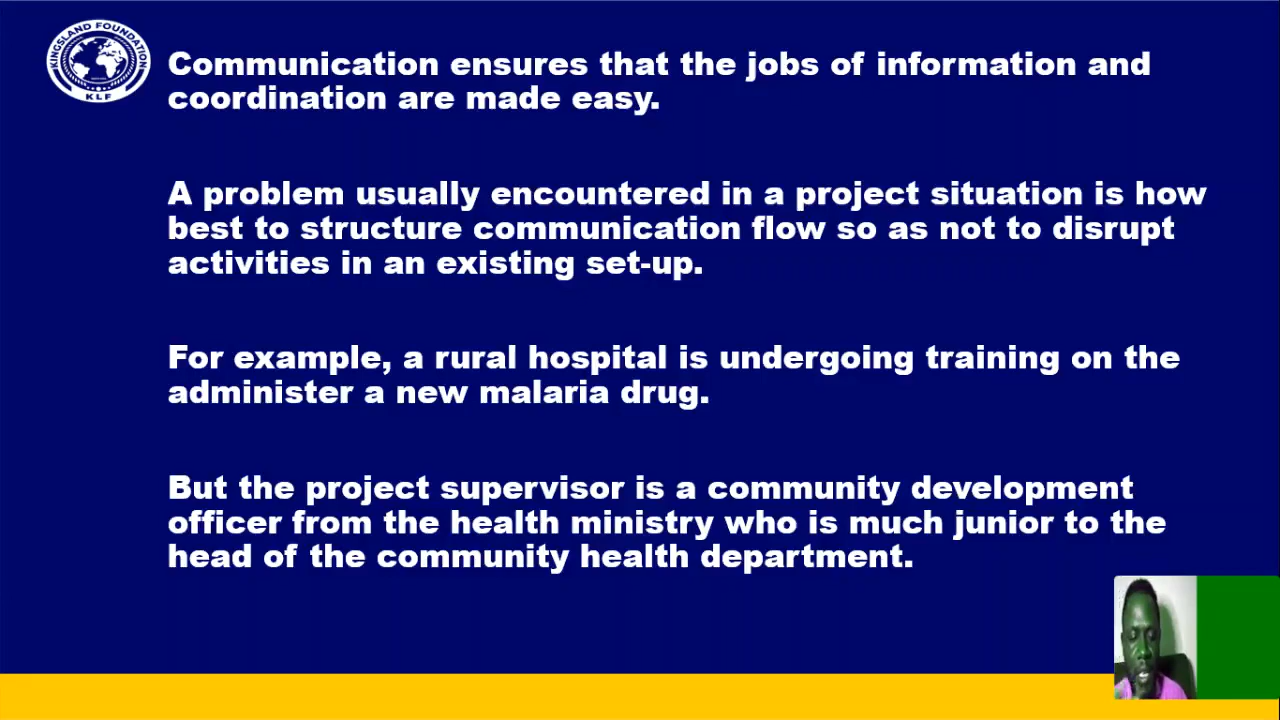 KINGSLAND FOUNDATION
KLF
Communication ensures that the jobs of information and
coordination are made easy.
A problem usually encountered in a project situation is how
best to structure communication flow so as not to disrupt
activities in an existing set-up.
For example, a rural hospital is undergoing training on the
administer a new malaria drug.
But the project supervisor is a community development
officer from the health ministry who is much junior to the
head of the community health department.